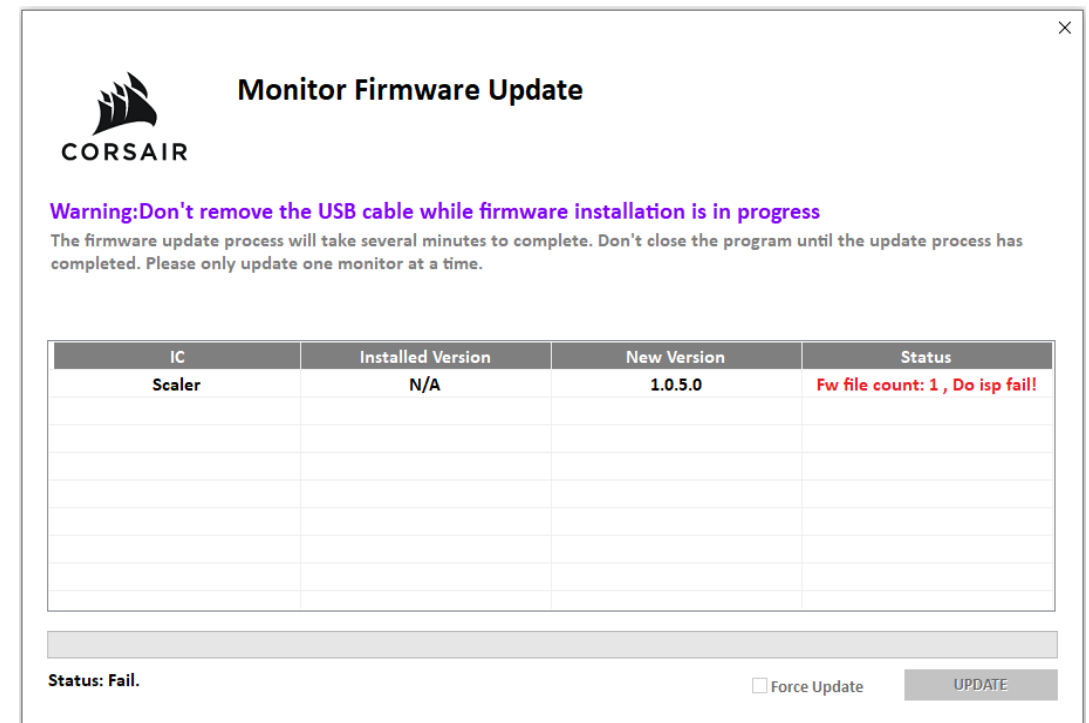 Monitor Firmware Update
CORSAIR
Warning:Don't remove the USB cable while firmware installation is in progress
The firmware update process will take several minutes to complete. Don't close the program until the update process has
completed. Please only update one monitor at a time.
IC Installed Version New Version Status
Scaler N/A 1.0.5.0 Fw file count: 1 , Do isp fail!
Status: Fail.
Force Update UPDATE